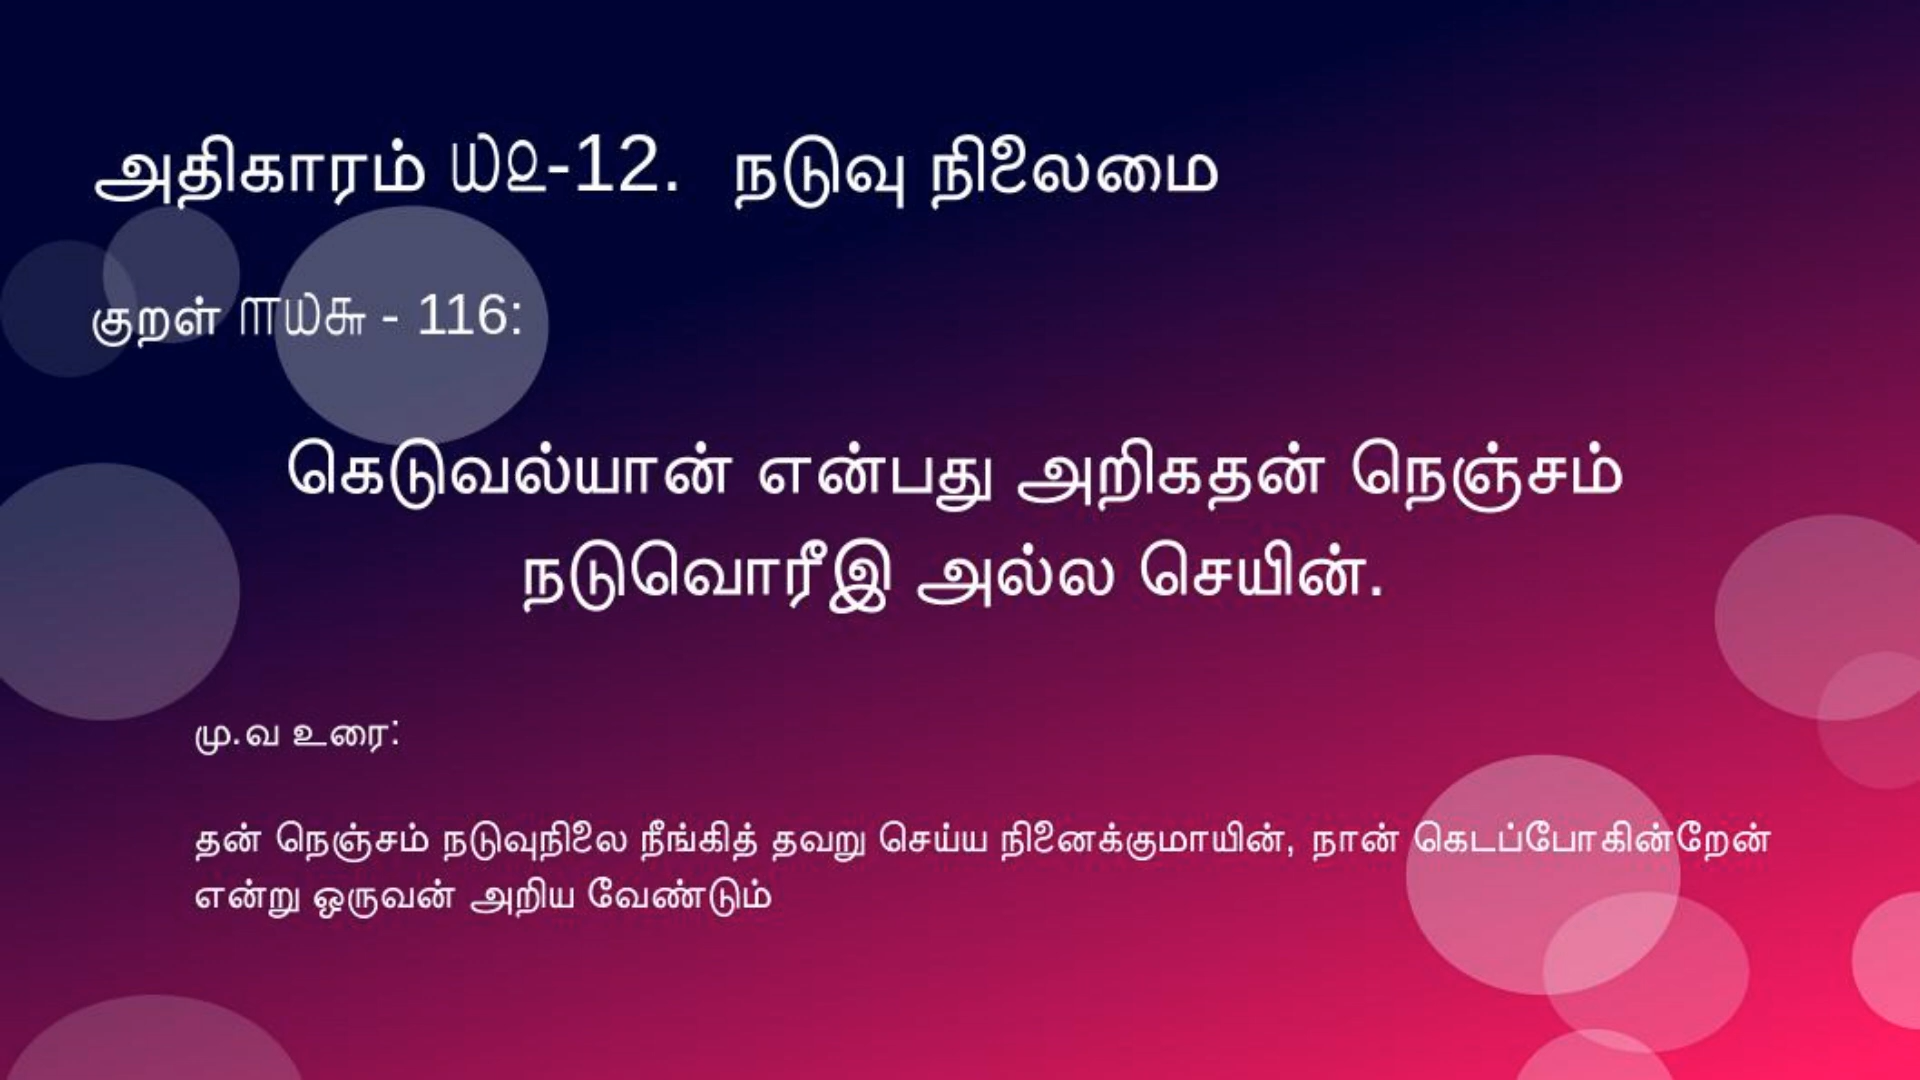 அதிகாரம் ௰௨-12. நடுவு நிலைமை
குறள் ௱௰௬ - 116:
கெடுவல்யான் என்பது அறிகதன் நெஞ்சம்
நடுவொரீஇ அல்ல செயின்.
மு.வ உரை:
தன் நெஞ்சம் நடுவுநிலை நீங்கித் தவறு செய்ய நினைக்குமாயின், நான் கெடப்போகின்றேன்
என்று ஒருவன் அறிய வேண்டும்